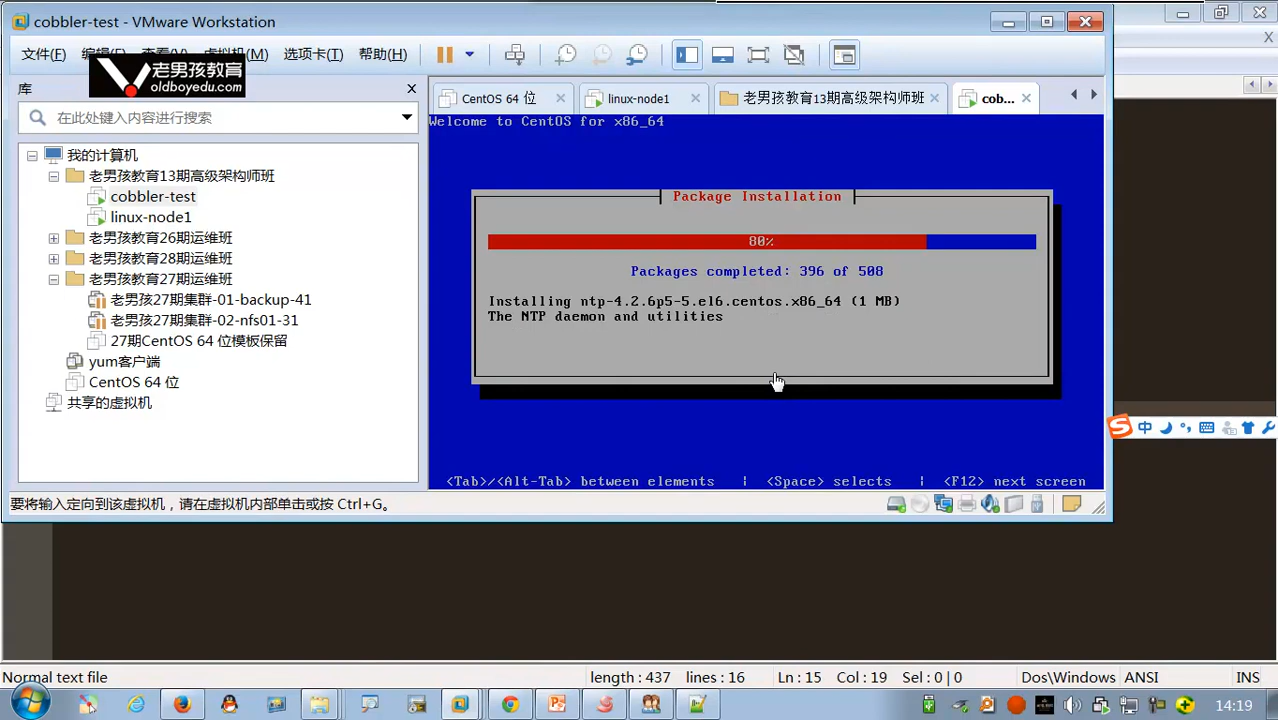 cobbler-test - VMware Workstation
文件(F) 编辑(E) 查看(V) 虚拟机(M) 选项卡(T) 帮助(H)
老男孩教育
oldboyedu.com
库
在此处键入内容进行搜索
我的计算机
老男孩教育13期高级架构师班
cobbler-test
linux-node1
老男孩教育26期运维班
老男孩教育28期运维班
老男孩教育27期运维班
老男孩27期集群-01-backup-41
老男孩27期集群-02-nfs01-31
27期CentOS 64 位模板保留
yum客户端
CentOS 64 位
共享的虚拟机
CentOS 64 位
linux-node1
老男孩教育13期高级架构师班
cob...
Welcome to CentOS for x86_64
Package Installation
80%
Packages completed: 396 of 508
Installing ntp-4.2.6p5-5.el6.centos.x86_64 (1 MB)
The NTP daemon and utilities
<Tab>/<Alt-Tab> between elements | <Space> selects | <F12> next screen
要将输入定向到该虚拟机，请在虚拟机内部单击或按 Ctrl+G。
中
Normal text file length : 437 lines : 16 Ln : 15 Col : 19 Sel : 0 | 0 Dos\Windows ANSI INS
14:19